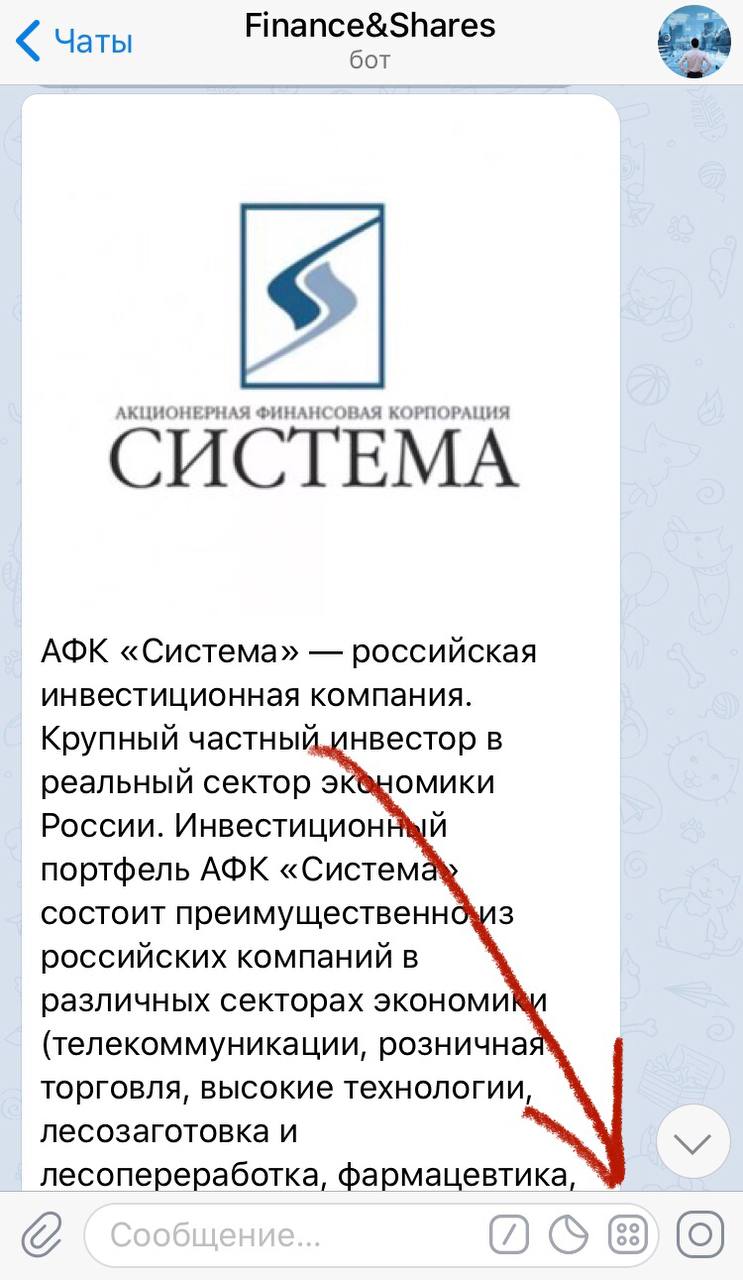 Чаты
Finance&Shares
бот
АКЦИОНЕРНАЯ ФИНАНСОВАЯ КОРПОРАЦИЯ
СИСТЕМА
АФК «Система» — российская
инвестиционная компания.
Крупный частный инвестор в
реальный сектор экономики
России. Инвестиционный
портфель АФК «Система»
состоит преимущественно из
российских компаний в
различных секторах экономики
(телекоммуникации, розничная
торговля, высокие технологии,
лесозаготовка и
лесопереработка, фармацевтика,
Сообщение...